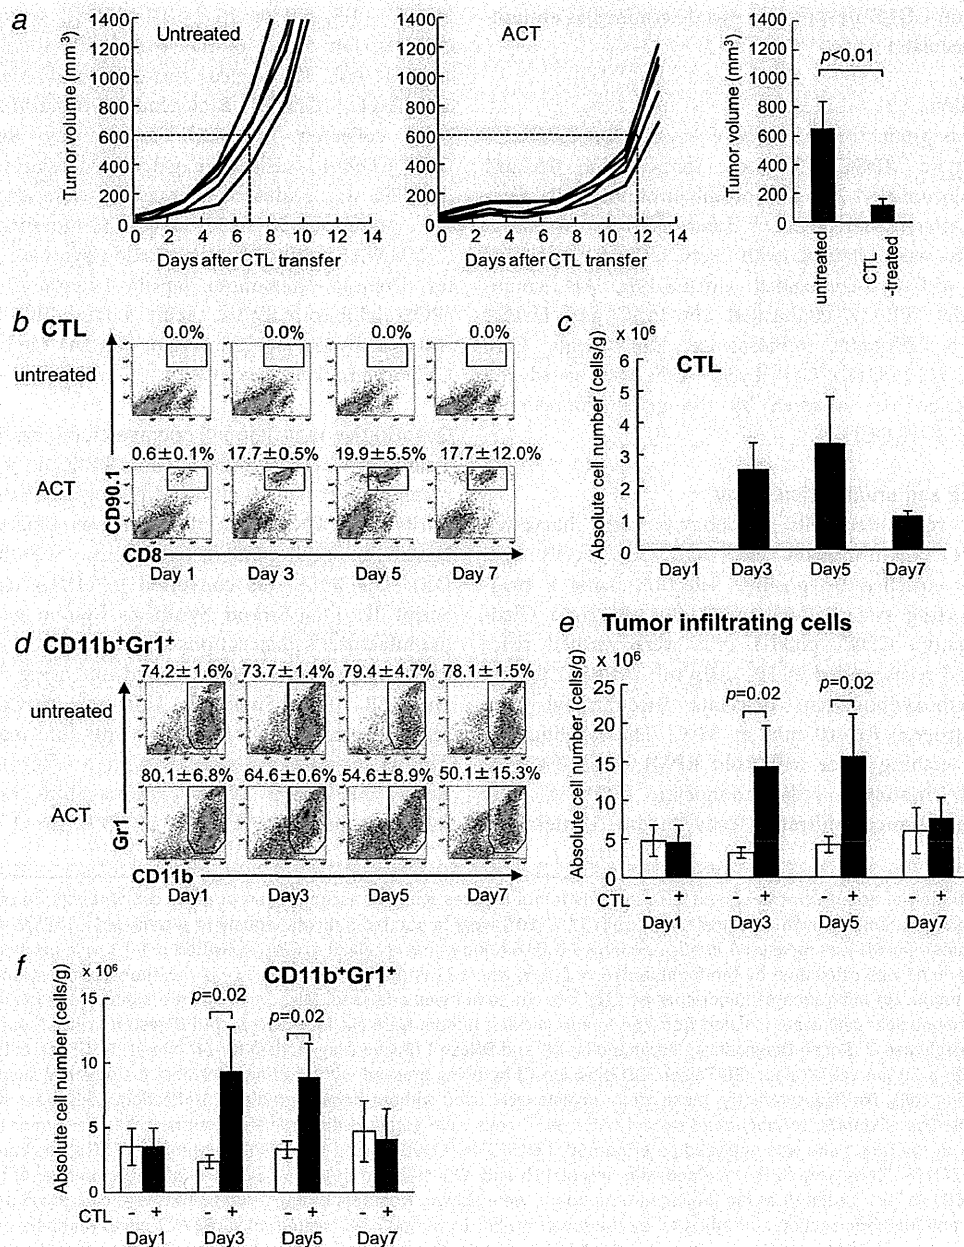 a
Untreated
Tumor volume (mm³)
1400
1200
1000
800
600
400
200
0
0 2 4 6 8 10 12 14
Days after CTL transfer
ACT
1400
1200
1000
800
600
400
200
0
0 2 4 6 8 10 12 14
Days after CTL transfer
Tumor volume (mm³)
1400
1200
1000
800
600
400
200
0
p<0.01
untreated
CTL
-treated
b CTL
0.0% 0.0% 0.0% 0.0%
untreated
0.6±0.1% 17.7±0.5% 19.9±5.5% 17.7±12.0%
ACT
CD90.1
CD8
Day 1 Day 3 Day 5 Day 7
c
x 10⁶
CTL
Absolute cell number (cells/g)
6
5
4
3
2
1
0
Day1 Day3 Day5 Day7
d CD11b⁺Gr1⁺
74.2±1.6% 73.7±1.4% 79.4±4.7% 78.1±1.5%
untreated
80.1±6.8% 64.6±0.6% 54.6±8.9% 50.1±15.3%
ACT
Gr1
CD11b
Day1 Day3 Day5 Day7
e Tumor infiltrating cells
x 10⁶
Absolute cell number (cells/g)
25
20
15
10
5
0
p=0.02 p=0.02
CTL - + - + - + - +
Day1 Day3 Day5 Day7
f
x 10⁶
CD11b⁺Gr1⁺
Absolute cell number (cells/g)
15
10
5
0
p=0.02
p=0.02
CTL - + - + - + - +
Day1 Day3 Day5 Day7